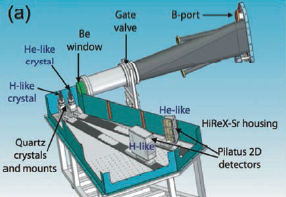 (a)
Gate
valve
B-port
He-like
crystal
Be
window
H-like
crystal
He-like
HiReX-Sr housing
H-like
Quartz
crystals
and mounts
Pilatus 2D
detectors